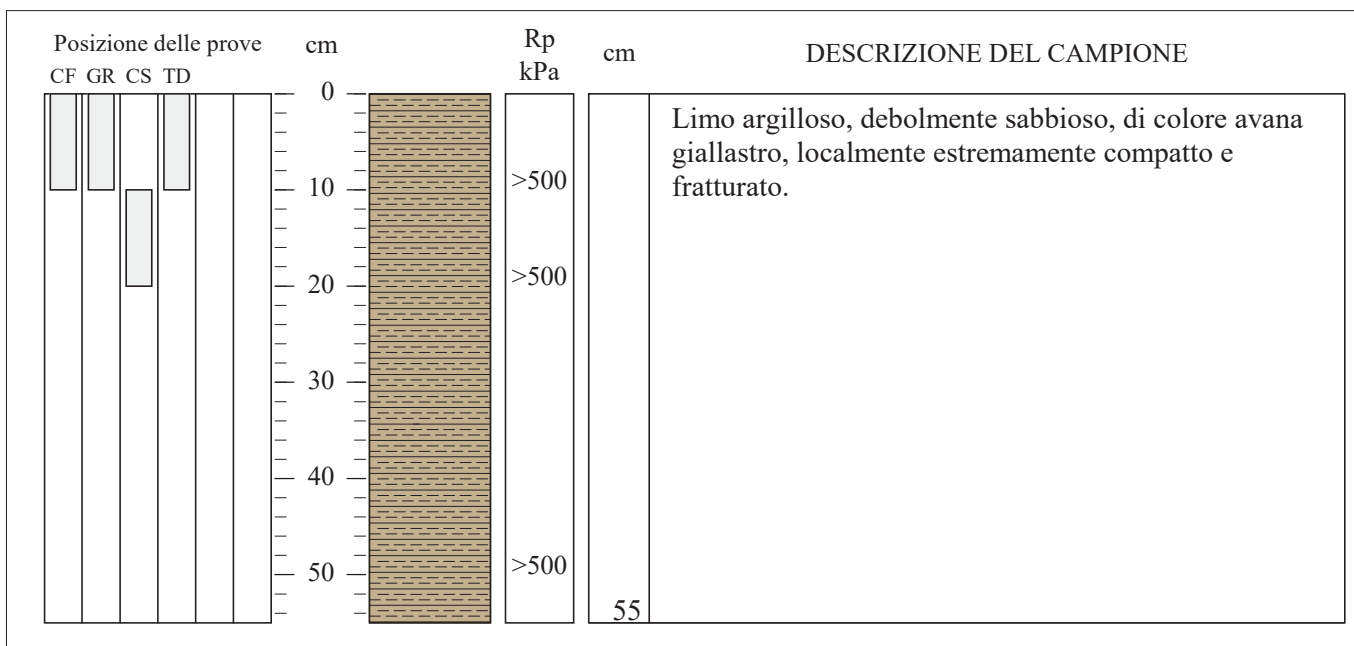 Posizione delle prove
cm
Rp
kPa
cm
DESCRIZIONE DEL CAMPIONE
CF GR CS TD
0
10
20
30
40
50
>500
>500
>500
55
Limo argilloso, debolmente sabbioso, di colore avana
giallastro, localmente estremamente compatto e
fratturato.